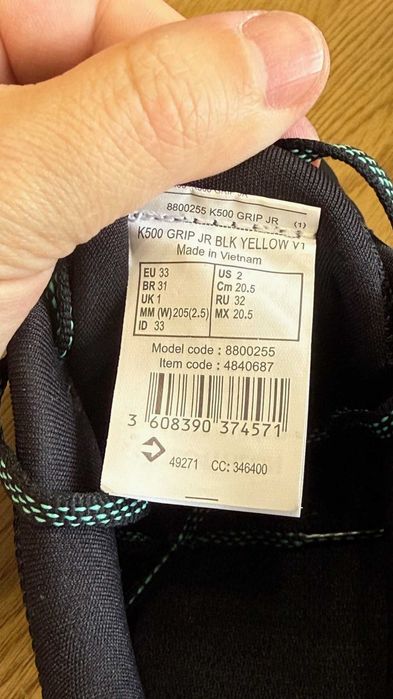 8800255 K500 GRIP JR (1)
K500 GRIP JR BLK YELLOW V1
Made in Vietnam
EU 33 US 2
BR 31 Cm 20.5
UK 1 RU 32
MM (W)205(2.5) MX 20.5
ID 33
Model code : 8800255
Item code : 4840687
3 608390 374571
49271 CC: 346400